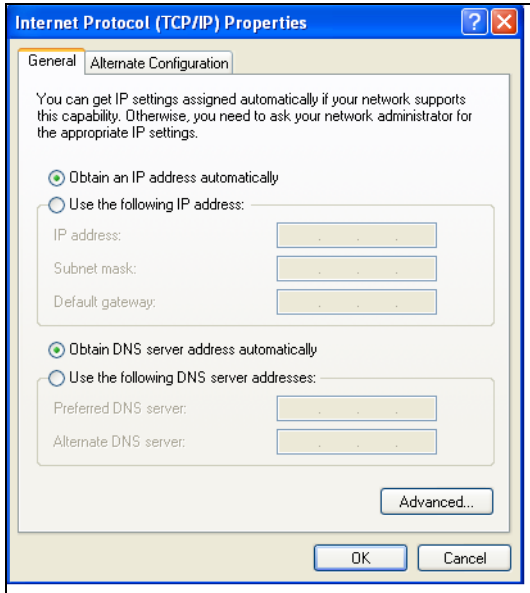 Internet Protocol (TCP/IP) Properties
?
General
Alternate Configuration
You can get IP settings assigned automatically if your network supports
this capability. Otherwise, you need to ask your network administrator for
the appropriate IP settings.
Obtain an IP address automatically
Use the following IP address:
IP address:
Subnet mask:
Default gateway:
Obtain DNS server address automatically
Use the following DNS server addresses:
Preferred DNS server:
Alternate DNS server:
Advanced...
OK
Cancel